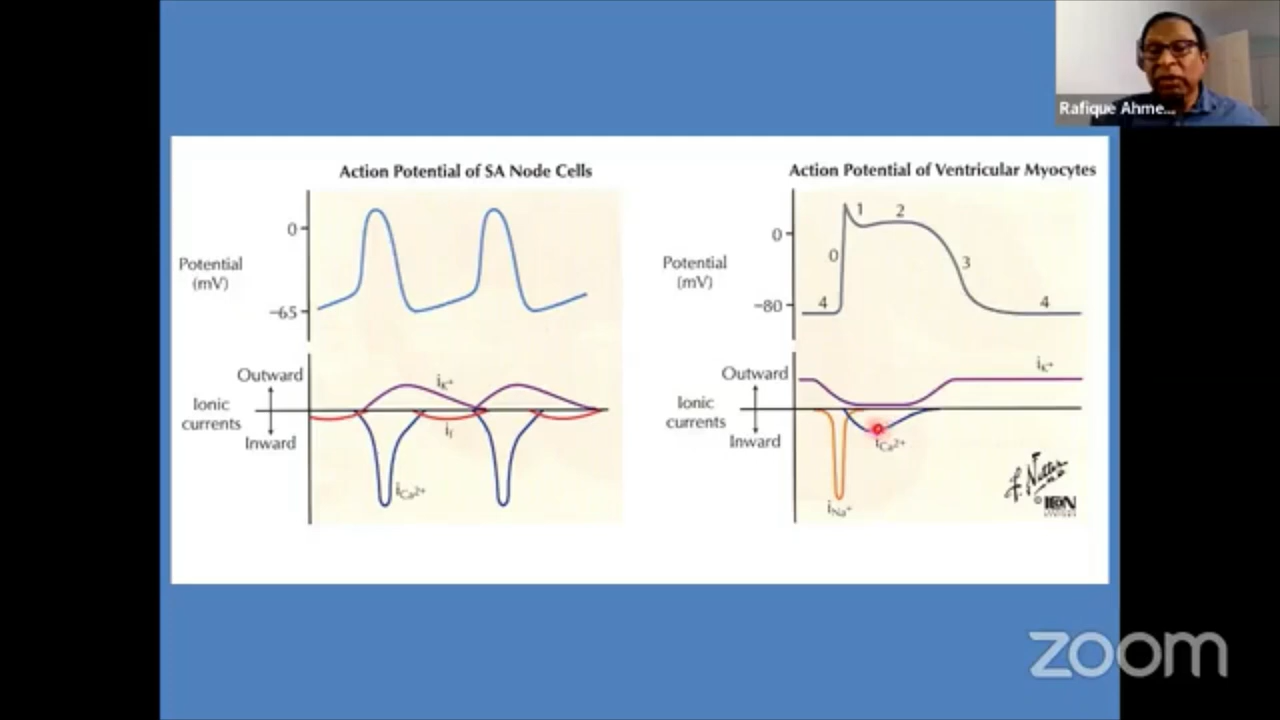 Rafique Ahme...
Action Potential of SA Node Cells
0
Potential
(mV)
−65
Outward
Ionic
currents
Inward
iK+
if
iCa2+
Action Potential of Ventricular Myocytes
0
Potential
(mV)
−80
4
0
1
2
3
4
Outward
Ionic
currents
Inward
iK+
iCa2+
iNa+
F. Netter
M.D.
©ICON
zoom